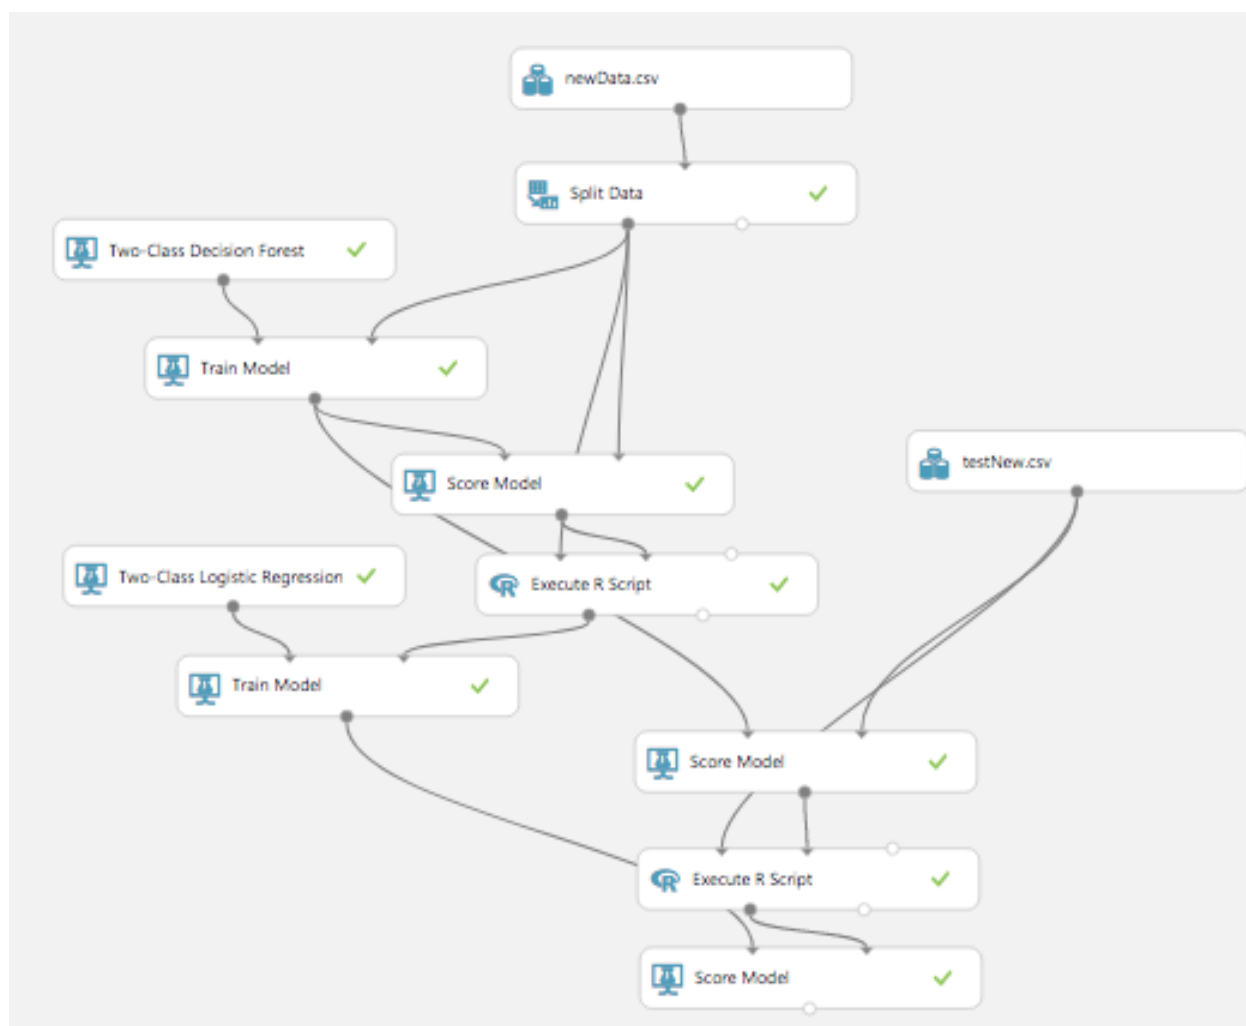 newData.csv
Split Data
Two-Class Decision Forest
Train Model
Score Model
testNew.csv
Two-Class Logistic Regression
Execute R Script
Train Model
Score Model
Execute R Script
Score Model